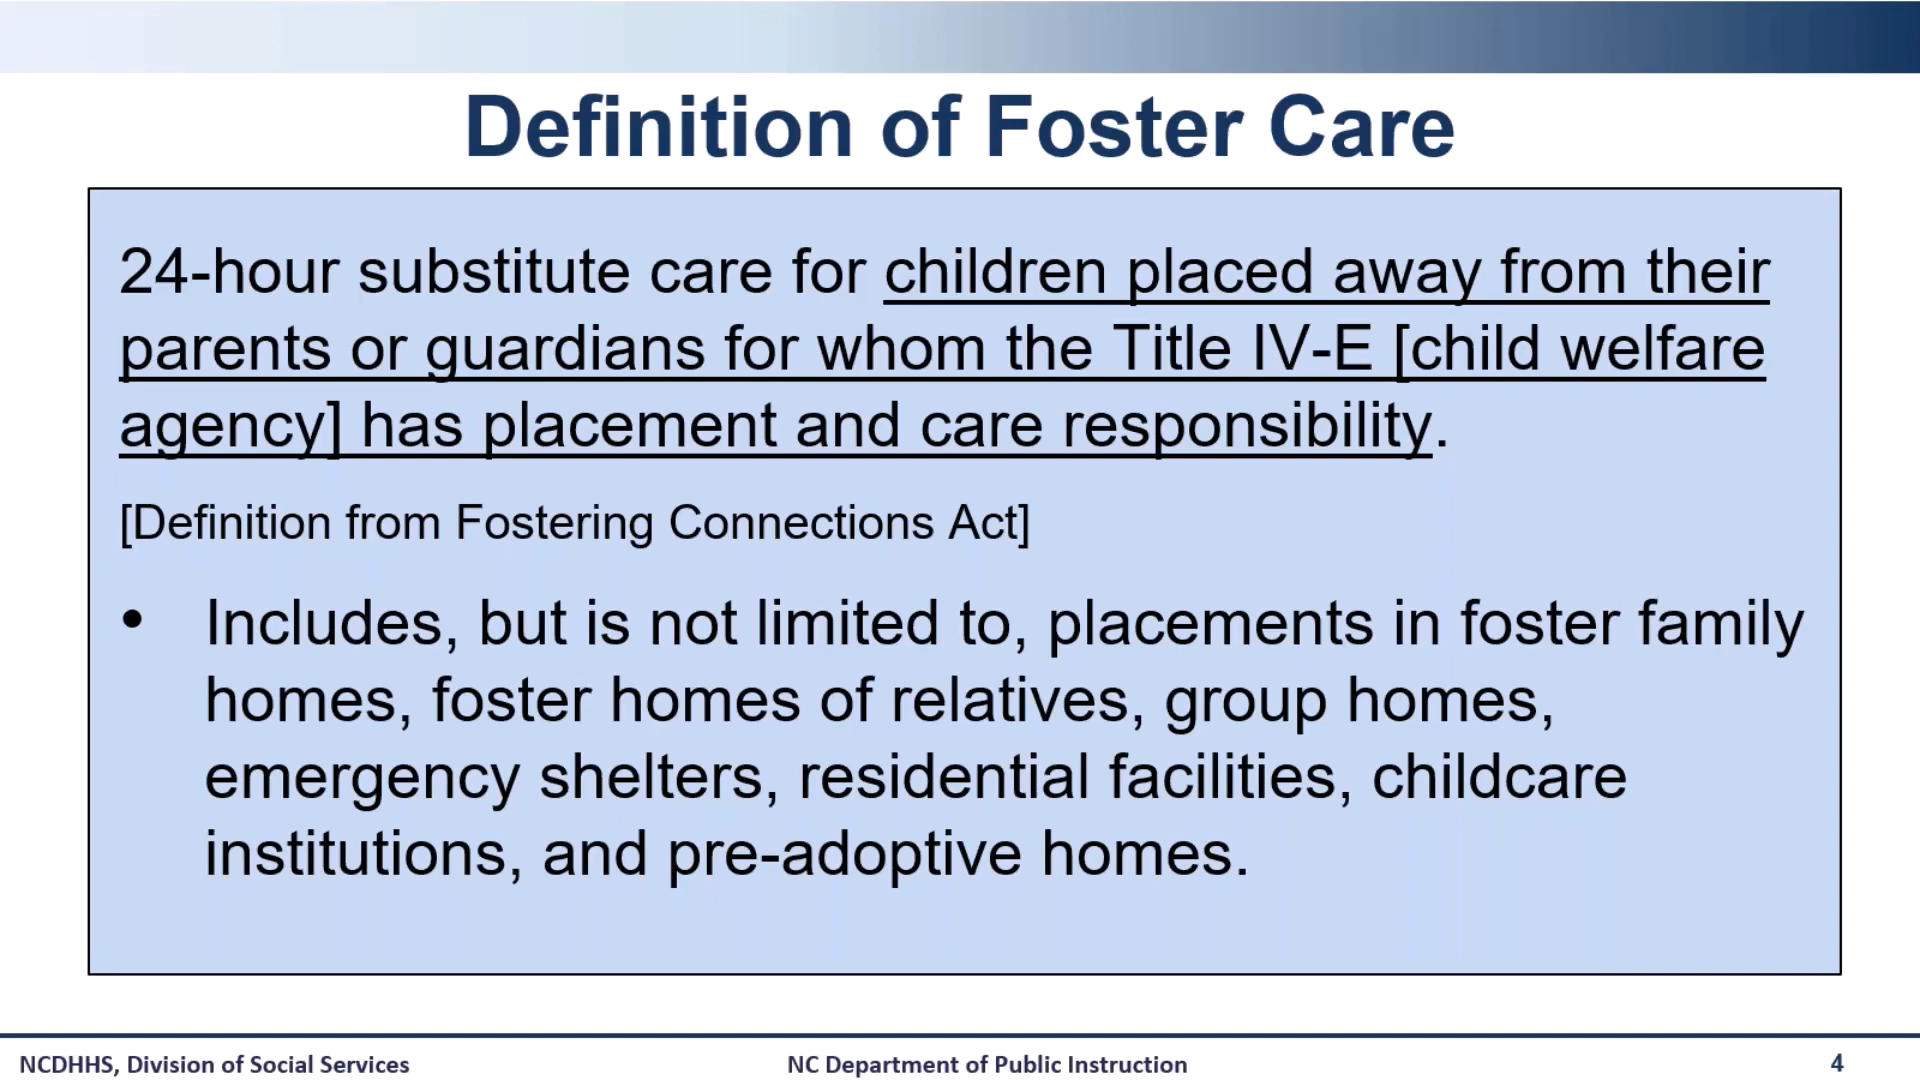 Definition of Foster Care
24-hour substitute care for children placed away from their
parents or guardians for whom the Title IV-E [child welfare
agency] has placement and care responsibility.
[Definition from Fostering Connections Act]
• Includes, but is not limited to, placements in foster family
homes, foster homes of relatives, group homes,
emergency shelters, residential facilities, childcare
institutions, and pre-adoptive homes.
NCDHHS, Division of Social Services
NC Department of Public Instruction
4